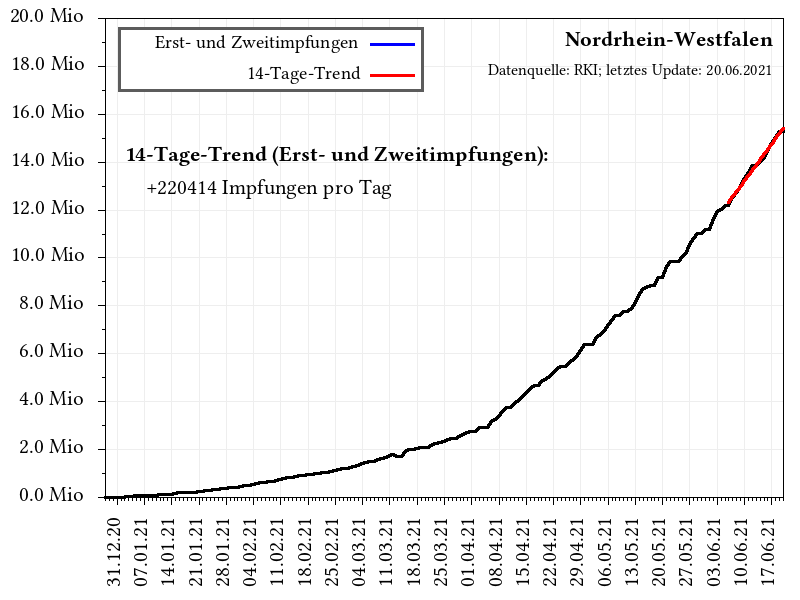 20.0 Mio
18.0 Mio
16.0 Mio
14.0 Mio
12.0 Mio
10.0 Mio
8.0 Mio
6.0 Mio
4.0 Mio
2.0 Mio
0.0 Mio
Erst- und Zweitimpfungen
14-Tage-Trend
Nordrhein-Westfalen
Datenquelle: RKI; letztes Update: 20.06.2021
14-Tage-Trend (Erst- und Zweitimpfungen):
+220414 Impfungen pro Tag
31.12.20
07.01.21
14.01.21
21.01.21
28.01.21
04.02.21
11.02.21
18.02.21
25.02.21
04.03.21
11.03.21
18.03.21
25.03.21
01.04.21
08.04.21
15.04.21
22.04.21
29.04.21
06.05.21
13.05.21
20.05.21
27.05.21
03.06.21
10.06.21
17.06.21